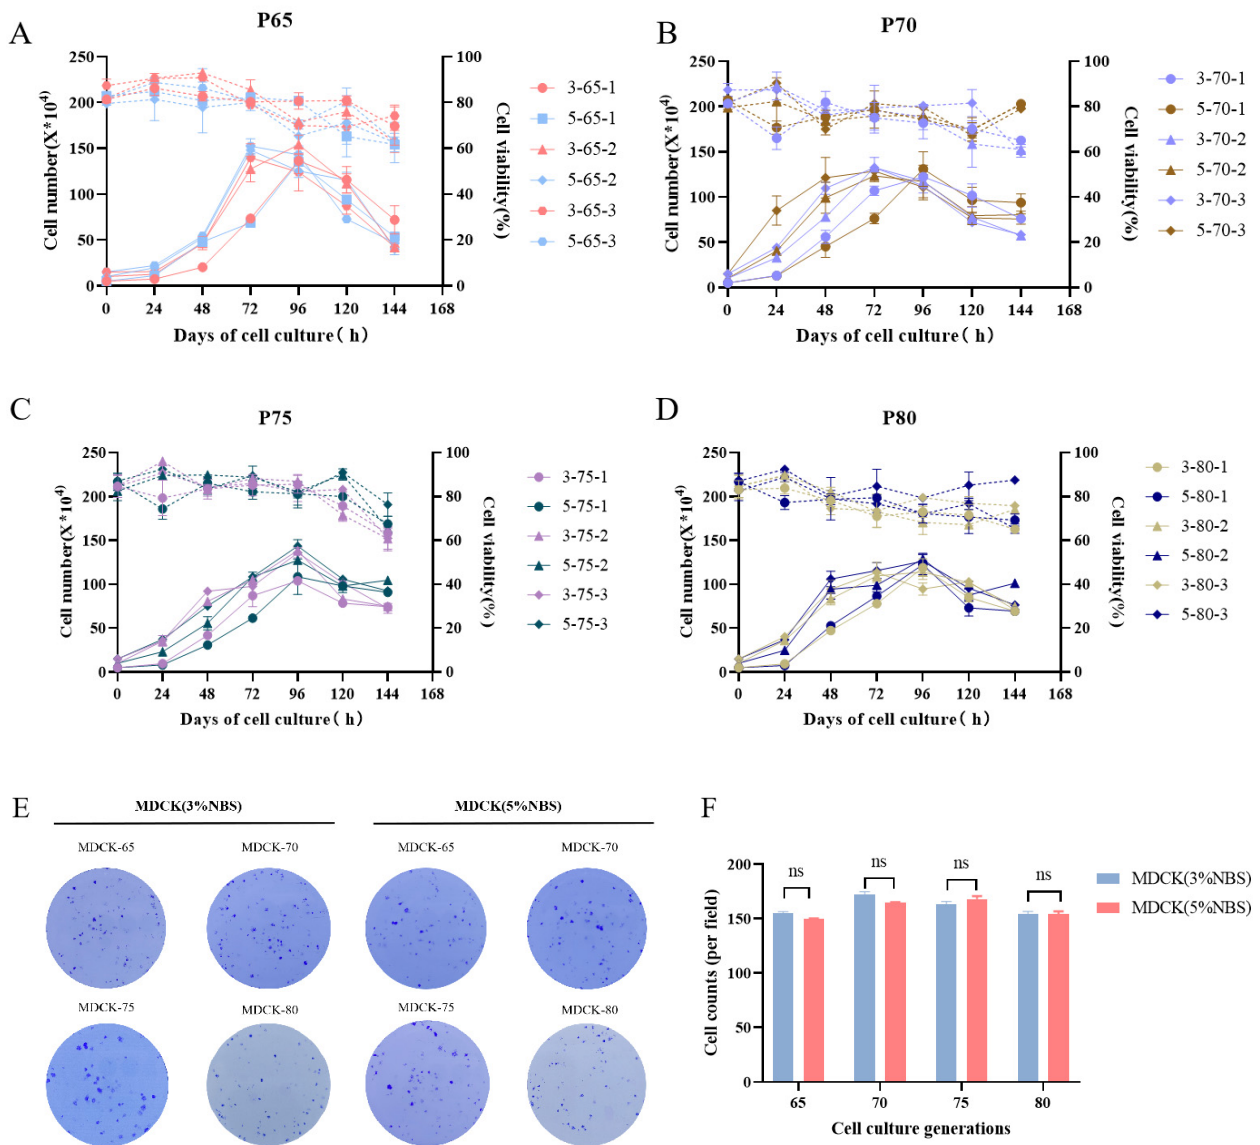 A
P65
Cell number(X*10⁴)
250
200
150
100
50
0
100
80
60
40
20
0
Cell viability(%)
0 24 48 72 96 120 144 168
Days of cell culture( h)
3-65-1
5-65-1
3-65-2
5-65-2
3-65-3
5-65-3
B
P70
Cell number(X*10⁴)
250
200
150
100
50
0
100
80
60
40
20
0
Cell viability(%)
0 24 48 72 96 120 144 168
Days of cell culture( h)
3-70-1
5-70-1
3-70-2
5-70-2
3-70-3
5-70-3
C
P75
Cell number(X*10⁴)
250
200
150
100
50
0
100
80
60
40
20
0
Cell viability(%)
0 24 48 72 96 120 144 168
Days of cell culture( h)
3-75-1
5-75-1
3-75-2
5-75-2
3-75-3
5-75-3
D
P80
Cell number(X*10⁴)
250
200
150
100
50
0
100
80
60
40
20
0
Cell viability(%)
0 24 48 72 96 120 144 168
Days of cell culture( h)
3-80-1
5-80-1
3-80-2
5-80-2
3-80-3
5-80-3
E
MDCK(3%NBS) MDCK(5%NBS)
MDCK-65 MDCK-70 MDCK-65 MDCK-70
MDCK-75 MDCK-80 MDCK-75 MDCK-80
F
Cell counts (per field)
200
150
100
50
0
ns ns ns ns
65 70 75 80
Cell culture generations
MDCK(3%NBS)
MDCK(5%NBS)